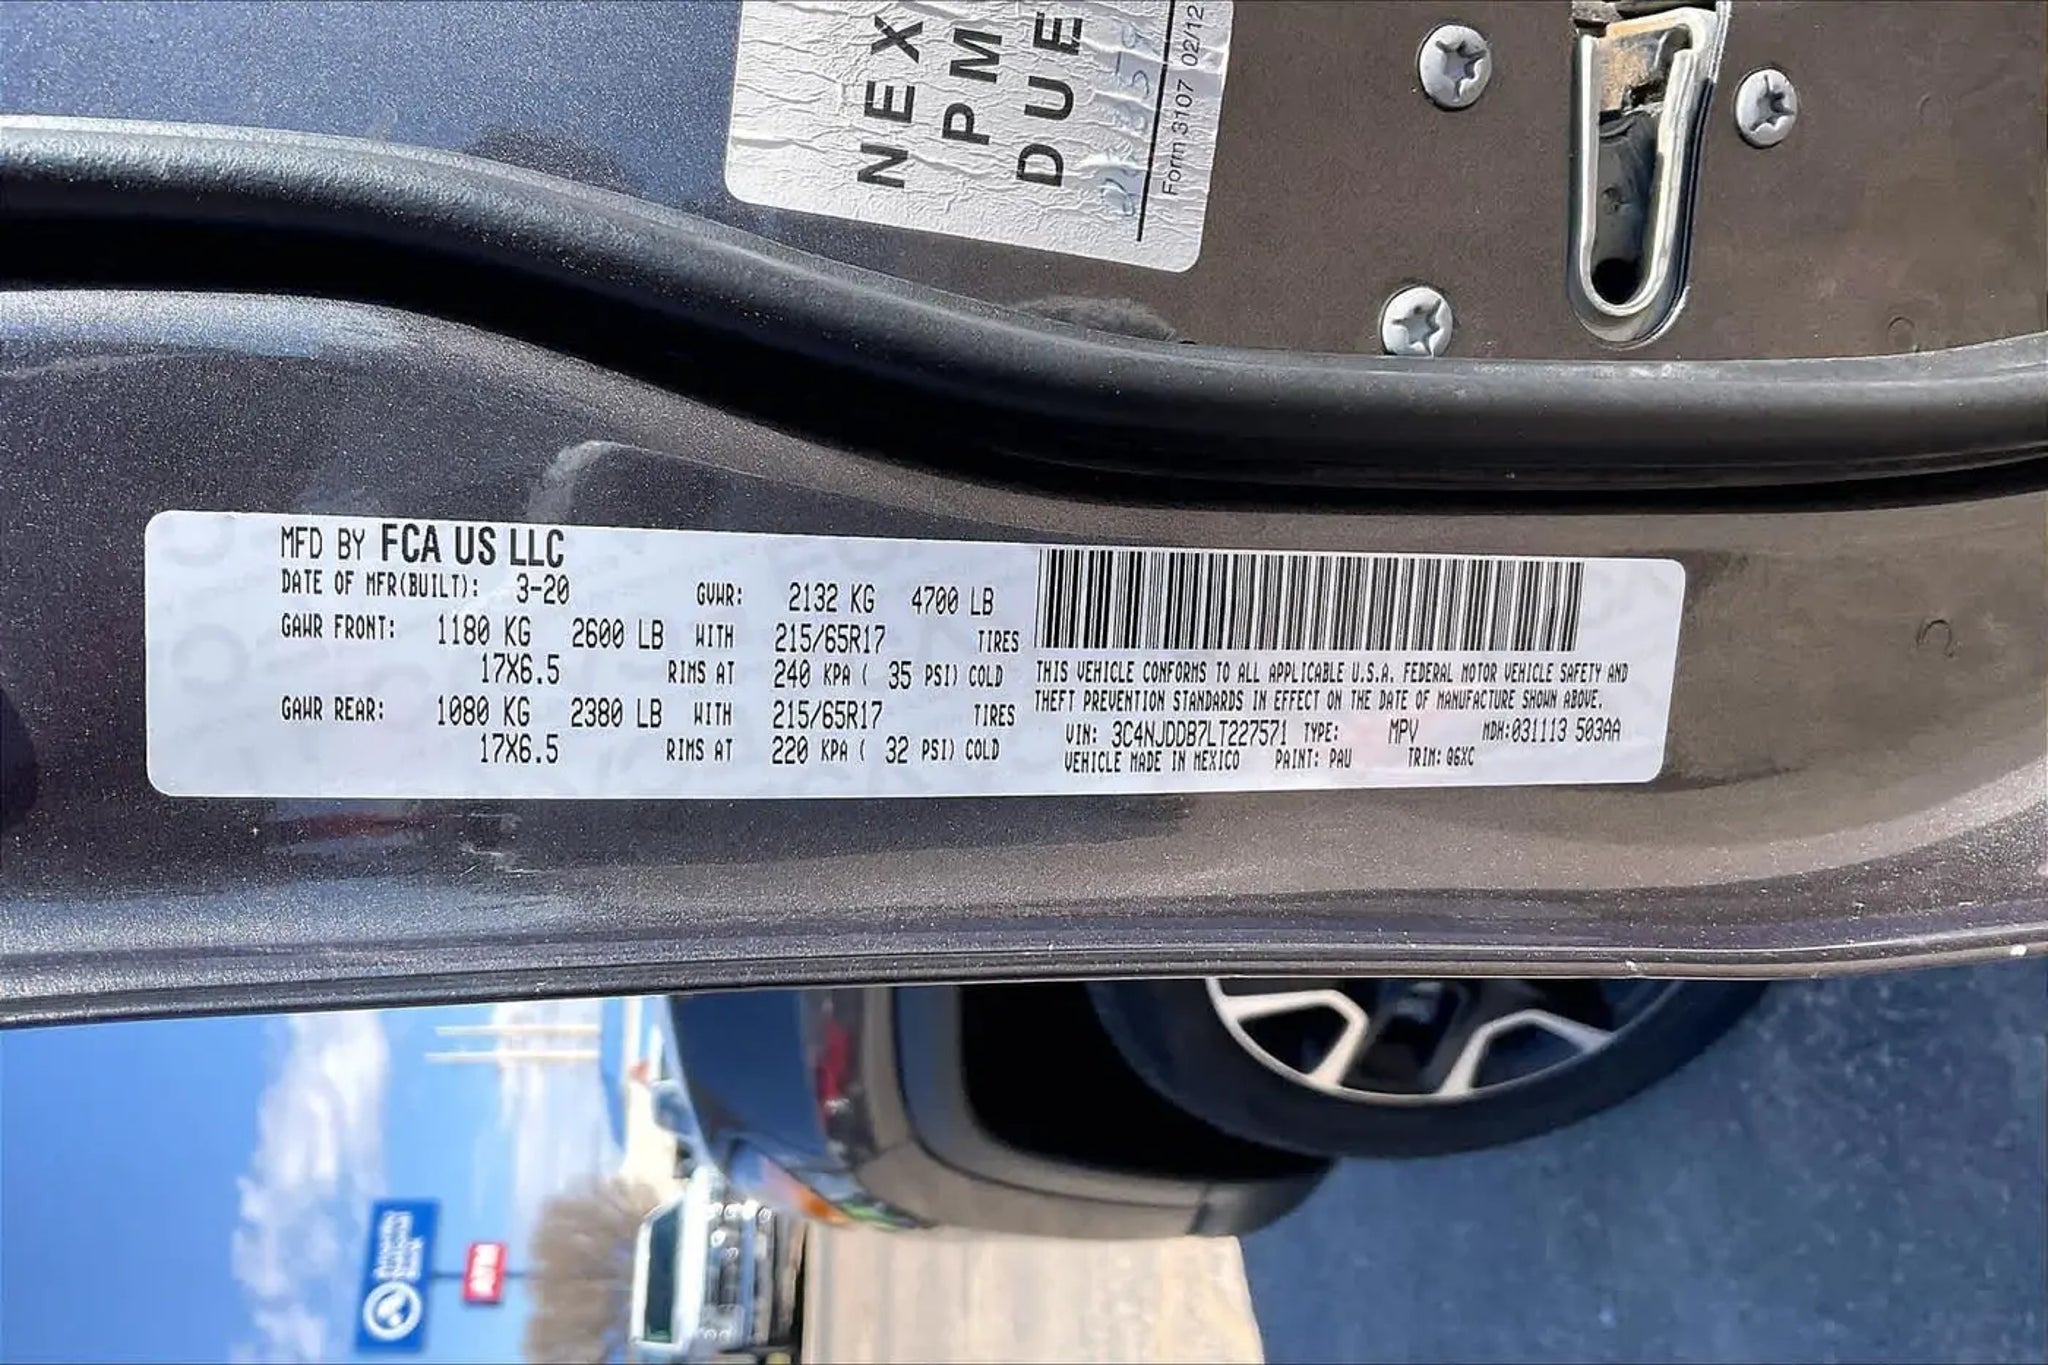 NEX
PM
DUE
Form 3107 02/12
MFD BY FCA US LLC
DATE OF MFR(BUILT): 3-20 GVWR: 2132 KG 4700 LB
GAWR FRONT: 1180 KG 2600 LB WITH 215/65R17 TIRES
17X6.5 RIMS AT 240 KPA ( 35 PSI) COLD
GAWR REAR: 1080 KG 2380 LB WITH 215/65R17 TIRES
17X6.5 RIMS AT 220 KPA ( 32 PSI) COLD
THIS VEHICLE CONFORMS TO ALL APPLICABLE U.S.A. FEDERAL MOTOR VEHICLE SAFETY AND
THEFT PREVENTION STANDARDS IN EFFECT ON THE DATE OF MANUFACTURE SHOWN ABOVE.
VIN: 3C4NJDDB7LT227571 TYPE: MPV MDH:031113 503AA
VEHICLE MADE IN MEXICO PAINT: PAU TRIM: Q6XC